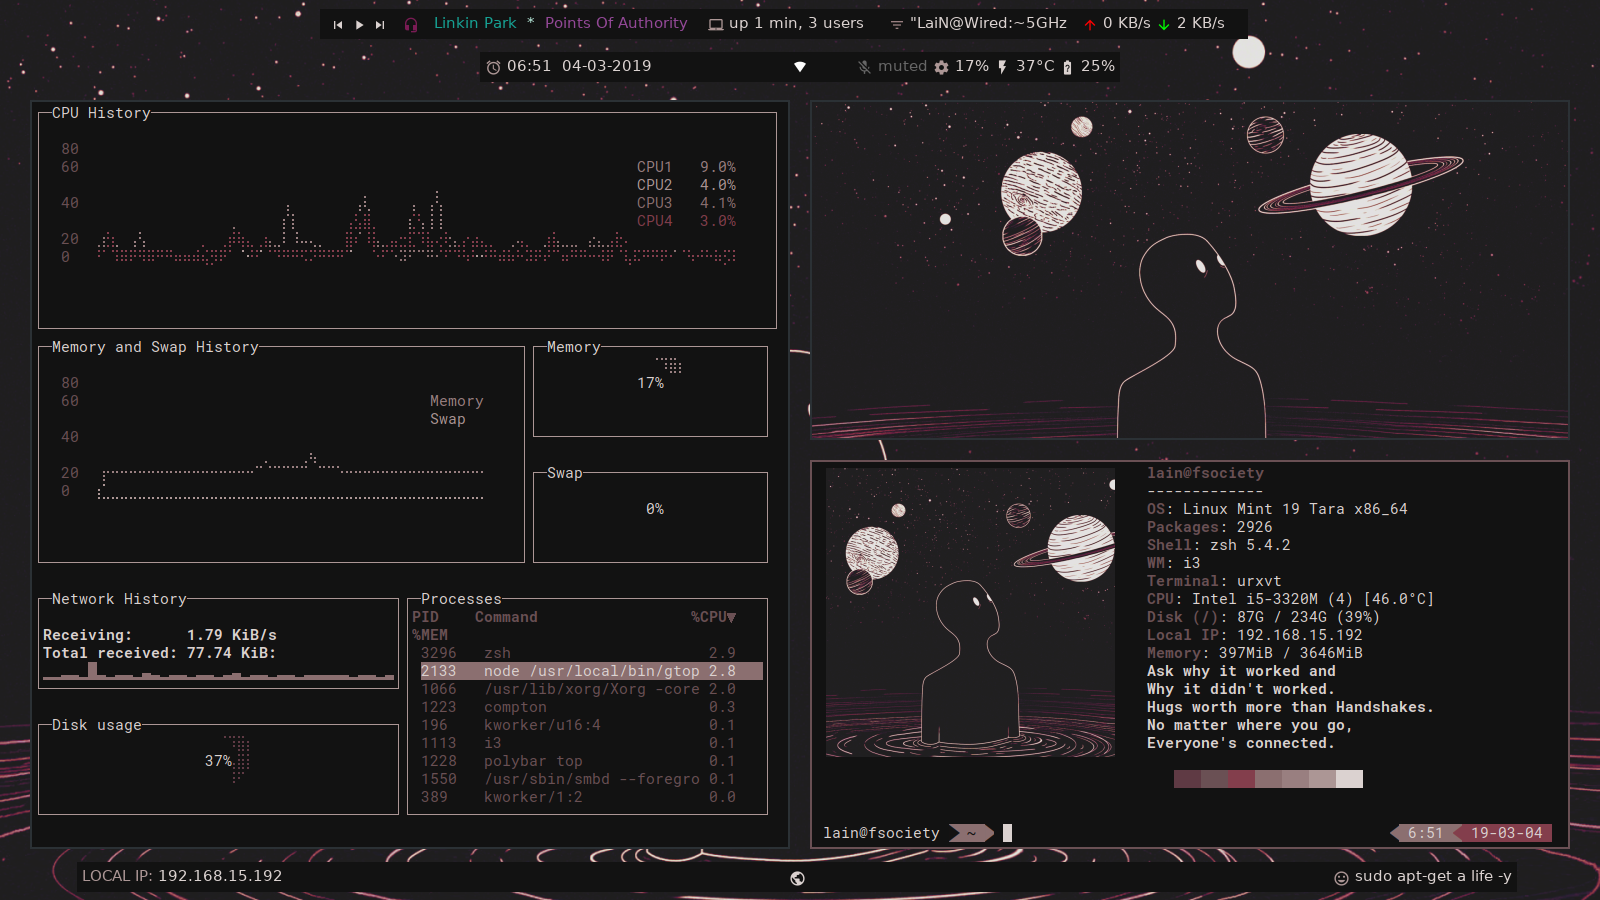 Linkin Park * Points Of Authority up 1 min, 3 users "LaiN@Wired:~5GHz 0 KB/s 2 KB/s
06:51 04-03-2019 muted 17% 37°C 25%
CPU History
80
60
40
20
0
CPU1 9.0%
CPU2 4.0%
CPU3 4.1%
CPU4 3.0%
Memory and Swap History
80
60
40
20
0
Memory
Swap
Memory
17%
Swap
0%
Network History
Receiving: 1.79 KiB/s
Total received: 77.74 KiB:
Disk usage
37%
Processes
PID Command %CPU▼
%MEM
3296 zsh 2.9
2133 node /usr/local/bin/gtop 2.8
1066 /usr/lib/xorg/Xorg -core 2.0
1223 compton 0.3
196 kworker/u16:4 0.1
1113 i3 0.1
1228 polybar top 0.1
1550 /usr/sbin/smbd --foregro 0.1
389 kworker/1:2 0.0
lain@fsociety
-------------
OS: Linux Mint 19 Tara x86_64
Packages: 2926
Shell: zsh 5.4.2
WM: i3
Terminal: urxvt
CPU: Intel i5-3320M (4) [46.0°C]
Disk (/): 87G / 234G (39%)
Local IP: 192.168.15.192
Memory: 397MiB / 3646MiB
Ask why it worked and
Why it didn't worked.
Hugs worth more than Handshakes.
No matter where you go,
Everyone's connected.
lain@fsociety ~ 6:51 19-03-04
LOCAL IP: 192.168.15.192 sudo apt-get a life -y